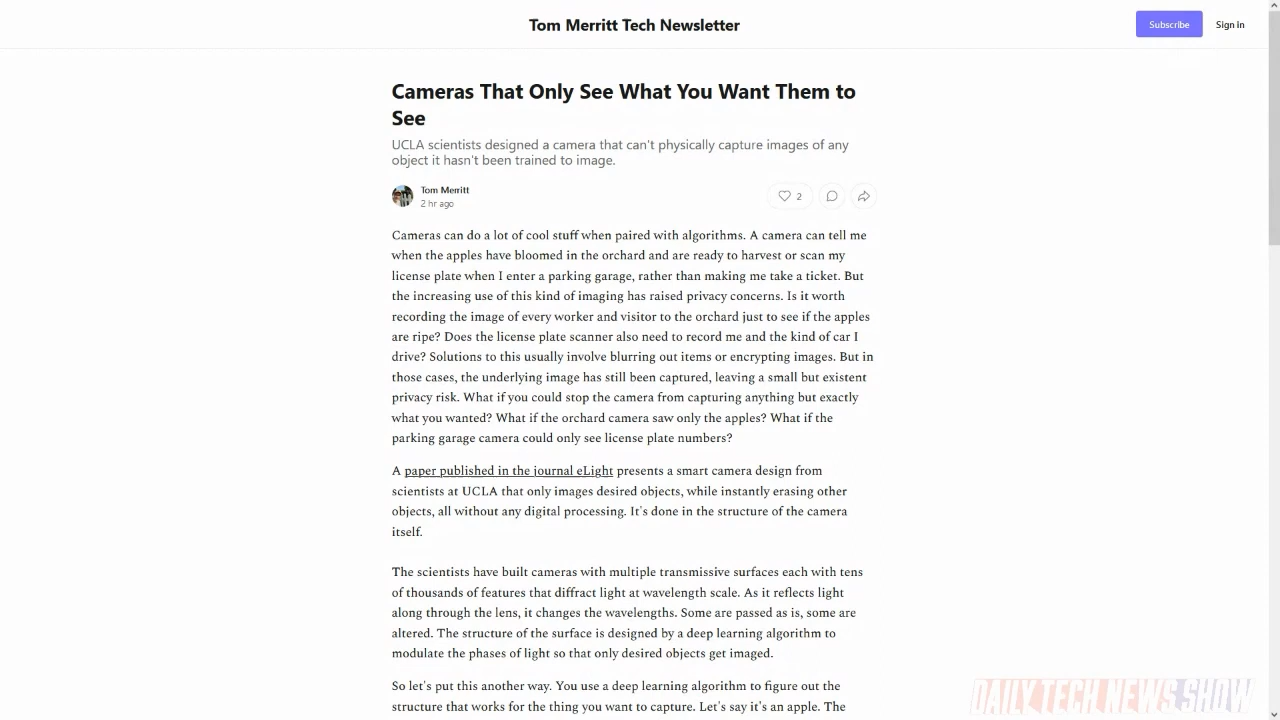 Tom Merritt Tech Newsletter
Subscribe
Sign in
Cameras That Only See What You Want Them to
See
UCLA scientists designed a camera that can't physically capture images of any
object it hasn't been trained to image.
Tom Merritt
2 hr ago
2
Cameras can do a lot of cool stuff when paired with algorithms. A camera can tell me
when the apples have bloomed in the orchard and are ready to harvest or scan my
license plate when I enter a parking garage, rather than making me take a ticket. But
the increasing use of this kind of imaging has raised privacy concerns. Is it worth
recording the image of every worker and visitor to the orchard just to see if the apples
are ripe? Does the license plate scanner also need to record me and the kind of car I
drive? Solutions to this usually involve blurring out items or encrypting images. But in
those cases, the underlying image has still been captured, leaving a small but existent
privacy risk. What if you could stop the camera from capturing anything but exactly
what you wanted? What if the orchard camera saw only the apples? What if the
parking garage camera could only see license plate numbers?
A paper published in the journal eLight presents a smart camera design from
scientists at UCLA that only images desired objects, while instantly erasing other
objects, all without any digital processing. It's done in the structure of the camera
itself.
The scientists have built cameras with multiple transmissive surfaces each with tens
of thousands of features that diffract light at wavelength scale. As it reflects light
along through the lens, it changes the wavelengths. Some are passed as is, some are
altered. The structure of the surface is designed by a deep learning algorithm to
modulate the phases of light so that only desired objects get imaged.
So let's put this another way. You use a deep learning algorithm to figure out the
structure that works for the thing you want to capture. Let's say it's an apple. The
DAILY TECH NEWS SHOW